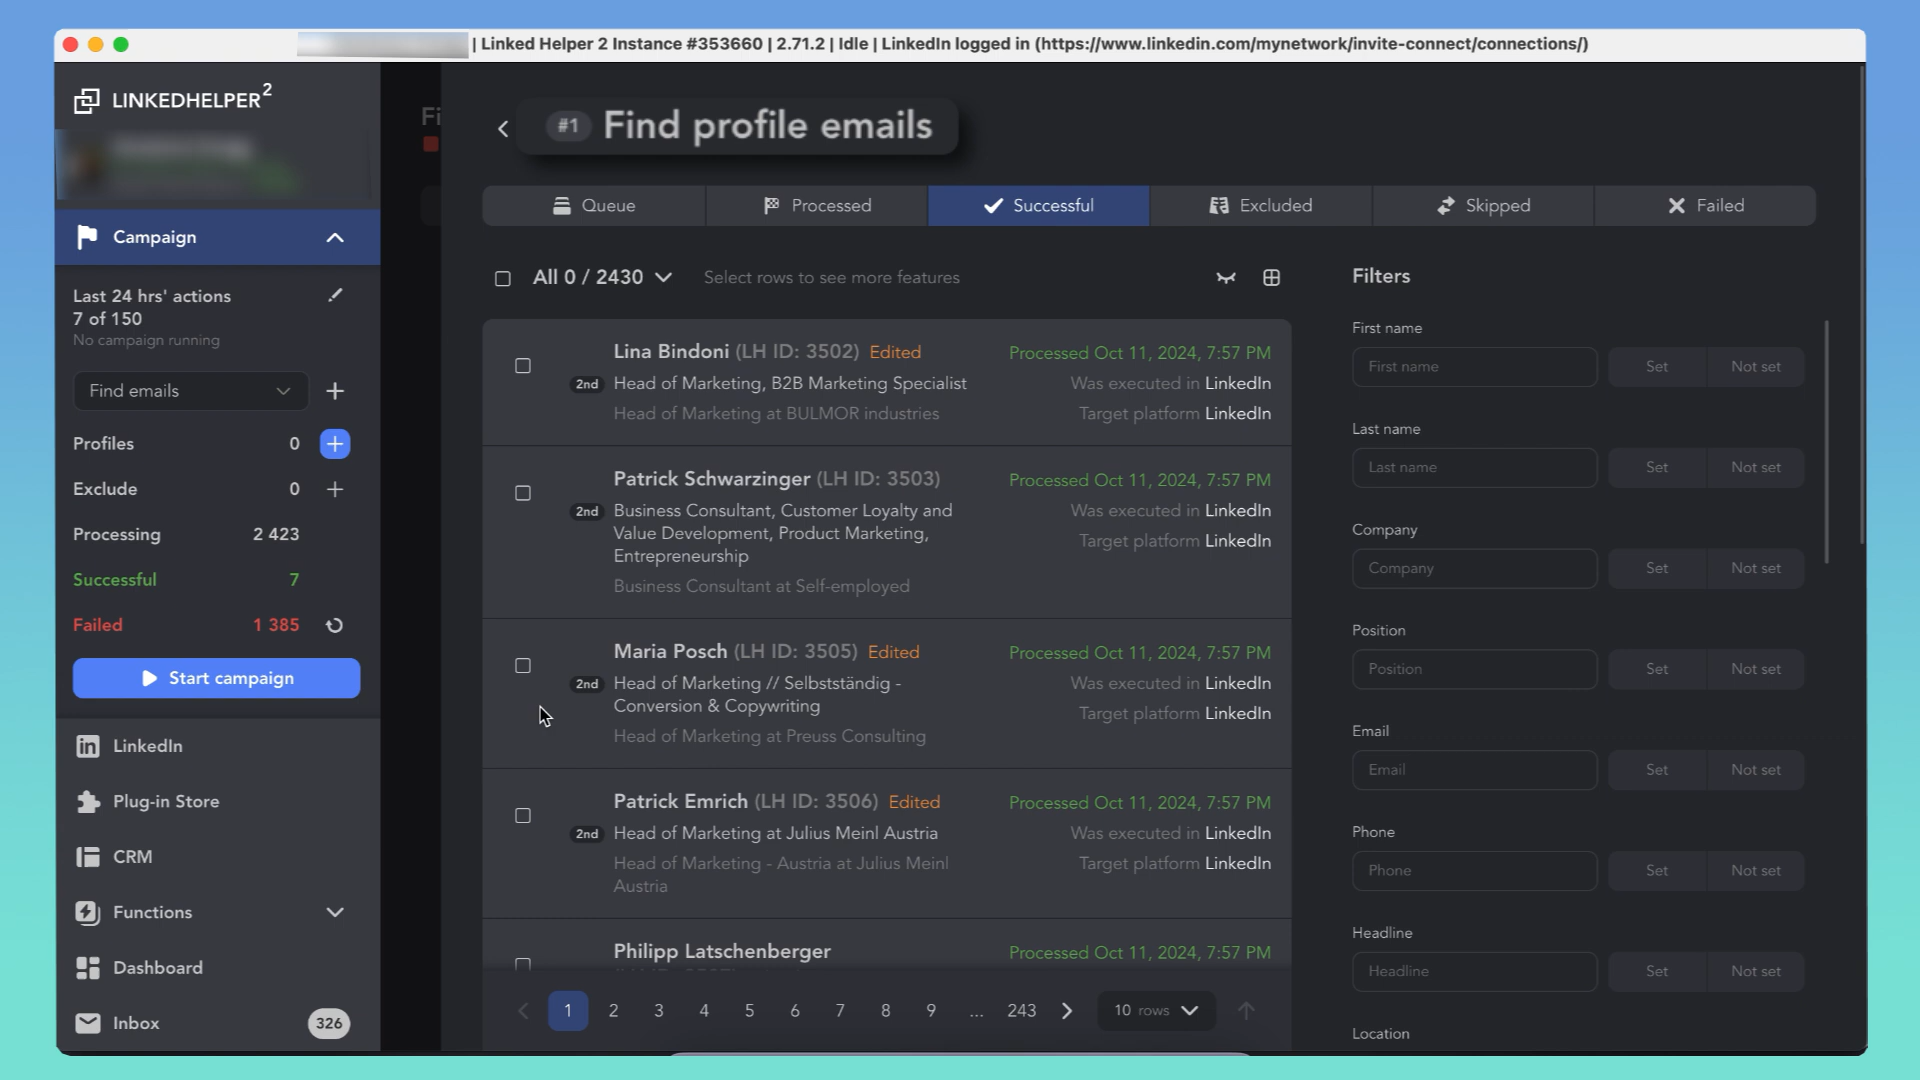 | Linked Helper 2 Instance #353660 | 2.71.2 | Idle | LinkedIn logged in (https://www.linkedin.com/mynetwork/invite-connect/connections/)
LINKEDHELPER 2
Campaign
Last 24 hrs' actions
7 of 150
No campaign running
Find emails
Profiles 0
Exclude 0
Processing 2 423
Successful 7
Failed 1 385
Start campaign
LinkedIn
Plug-in Store
CRM
Functions
Dashboard
Inbox 326
Fi
#1 Find profile emails
Queue Processed Successful Excluded Skipped Failed
All 0 / 2430 Select rows to see more features
Lina Bindoni (LH ID: 3502) Edited Processed Oct 11, 2024, 7:57 PM
2nd Head of Marketing, B2B Marketing Specialist Was executed in LinkedIn
Head of Marketing at BULMOR industries Target platform LinkedIn
Patrick Schwarzinger (LH ID: 3503) Processed Oct 11, 2024, 7:57 PM
2nd Business Consultant, Customer Loyalty and Was executed in LinkedIn
Value Development, Product Marketing, Target platform LinkedIn
Entrepreneurship
Business Consultant at Self-employed
Maria Posch (LH ID: 3505) Edited Processed Oct 11, 2024, 7:57 PM
2nd Head of Marketing // Selbstständig - Was executed in LinkedIn
Conversion & Copywriting Target platform LinkedIn
Head of Marketing at Preuss Consulting
Patrick Emrich (LH ID: 3506) Edited Processed Oct 11, 2024, 7:57 PM
2nd Head of Marketing at Julius Meinl Austria Was executed in LinkedIn
Head of Marketing - Austria at Julius Meinl Target platform LinkedIn
Austria
Philipp Latschenberger Processed Oct 11, 2024, 7:57 PM
1 2 3 4 5 6 7 8 9 ... 243 10 rows
Filters
First name
First name Set Not set
Last name
Last name Set Not set
Company
Company Set Not set
Position
Position Set Not set
Email
Email Set Not set
Phone
Phone Set Not set
Headline
Headline Set Not set
Location